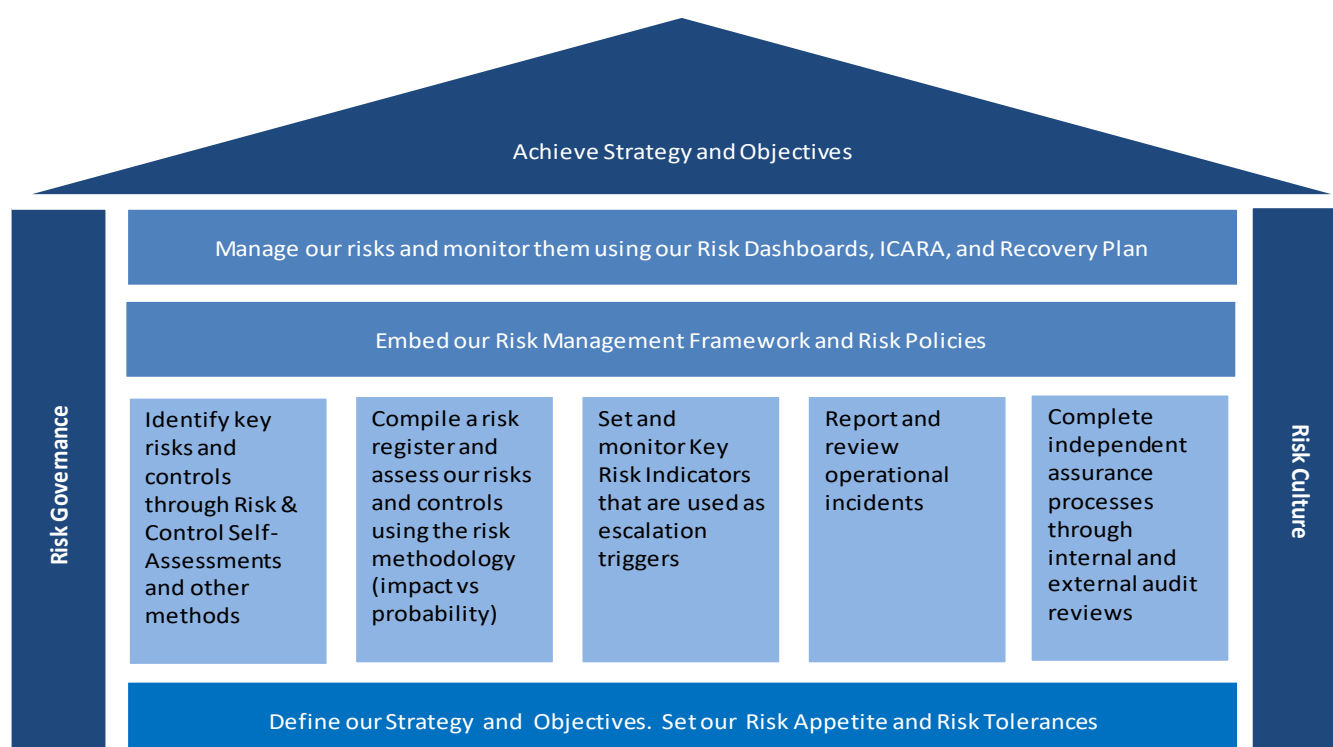 Achieve Strategy and Objectives
Manage our risks and monitor them using our Risk Dashboards, ICARA, and Recovery Plan
Embed our Risk Management Framework and Risk Policies
Risk Governance
Identify key
risks and
controls
through Risk &
Control Self-
Assessments
and other
methods
Compile a risk
register and
assess our risks
and controls
using the risk
methodology
(impact vs
probability)
Set and
monitor Key
Risk Indicators
that are used as
escalation
triggers
Report and
review
operational
incidents
Complete
independent
assurance
processes
through
internal and
external audit
reviews
Risk Culture
Define our Strategy and Objectives. Set our Risk Appetite and Risk Tolerances